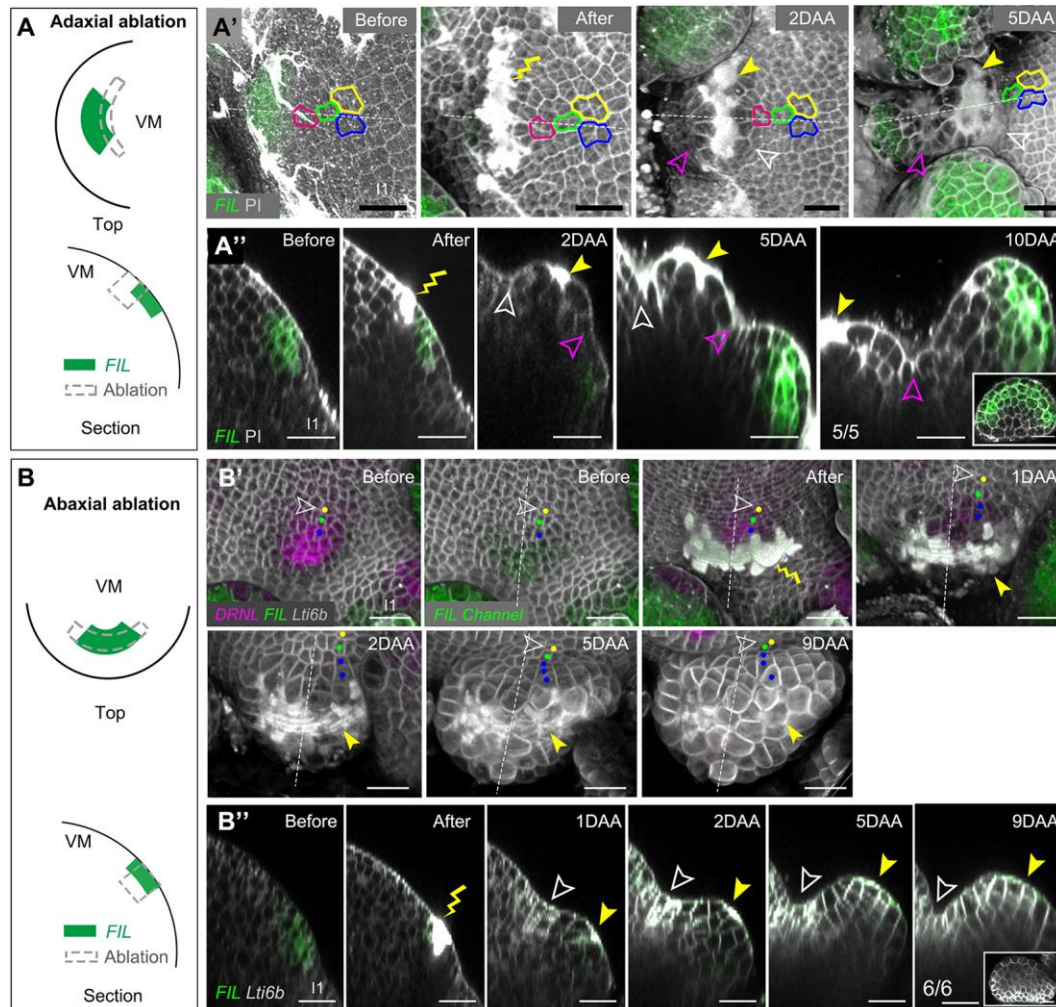 A
Adaxial ablation
VM
Top
VM
FIL
Ablation
Section
A’
Before
After
2DAA
5DAA
I1
FIL PI
A’’
Before
After
2DAA
5DAA
10DAA
I1
FIL PI
5/5
B
Abaxial ablation
VM
Top
VM
FIL
Ablation
Section
B’
Before
Before
After
1DAA
I1
DRNL FIL Lti6b
FIL Channel
2DAA
5DAA
9DAA
B’’
Before
After
1DAA
2DAA
5DAA
9DAA
I1
FIL Lti6b
6/6